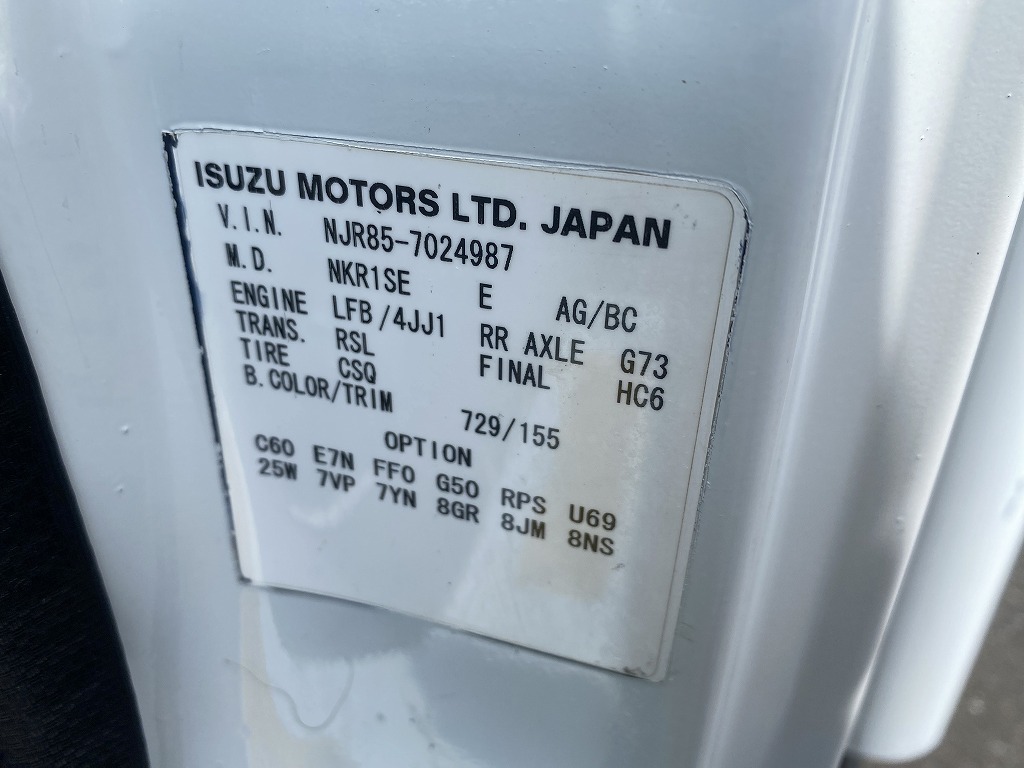 ISUZU MOTORS LTD. JAPAN
V.I.N. NJR85-7024987
M.D. NKR1SE E AG/BC
ENGINE LFB/4JJ1 RR AXLE G73
TRANS. RSL FINAL HC6
TIRE CSQ
B.COLOR/TRIM 729/155
OPTION
C60 E7N FFO G50 RPS U69
25W 7VP 7YN 8GR 8JM 8NS